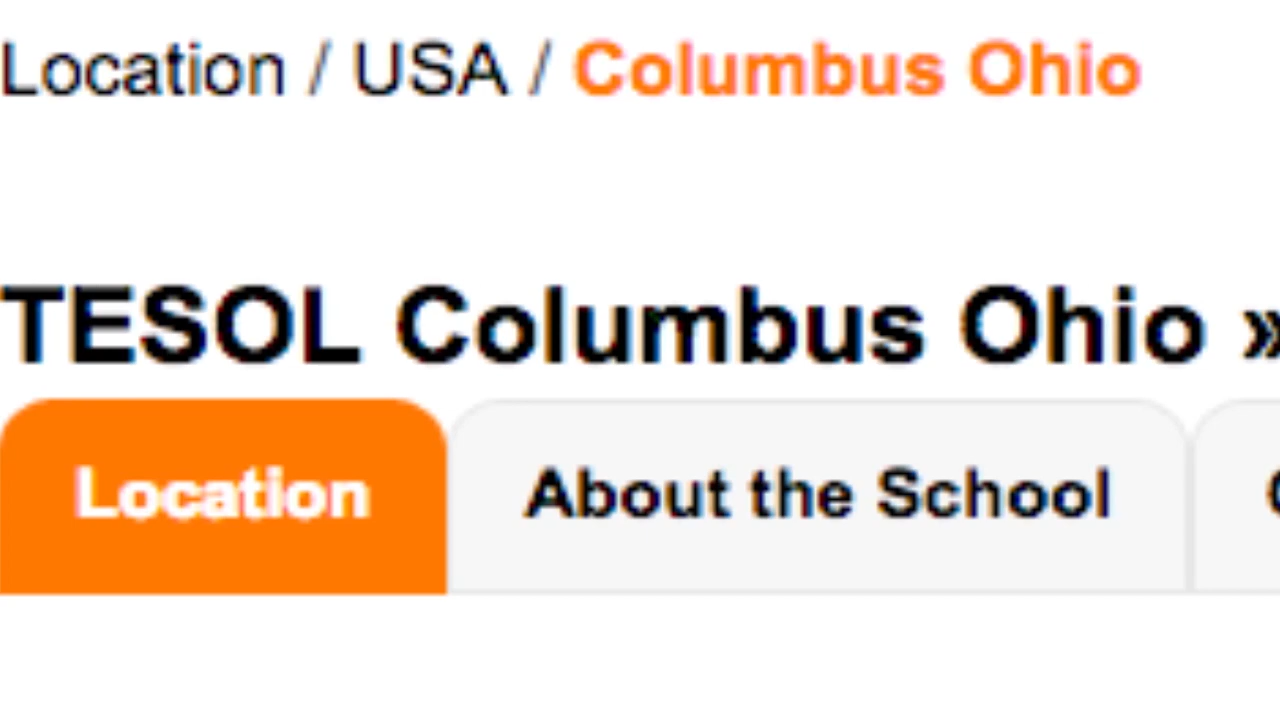 Location / USA / Columbus Ohio
TESOL Columbus Ohio »
Location About the School